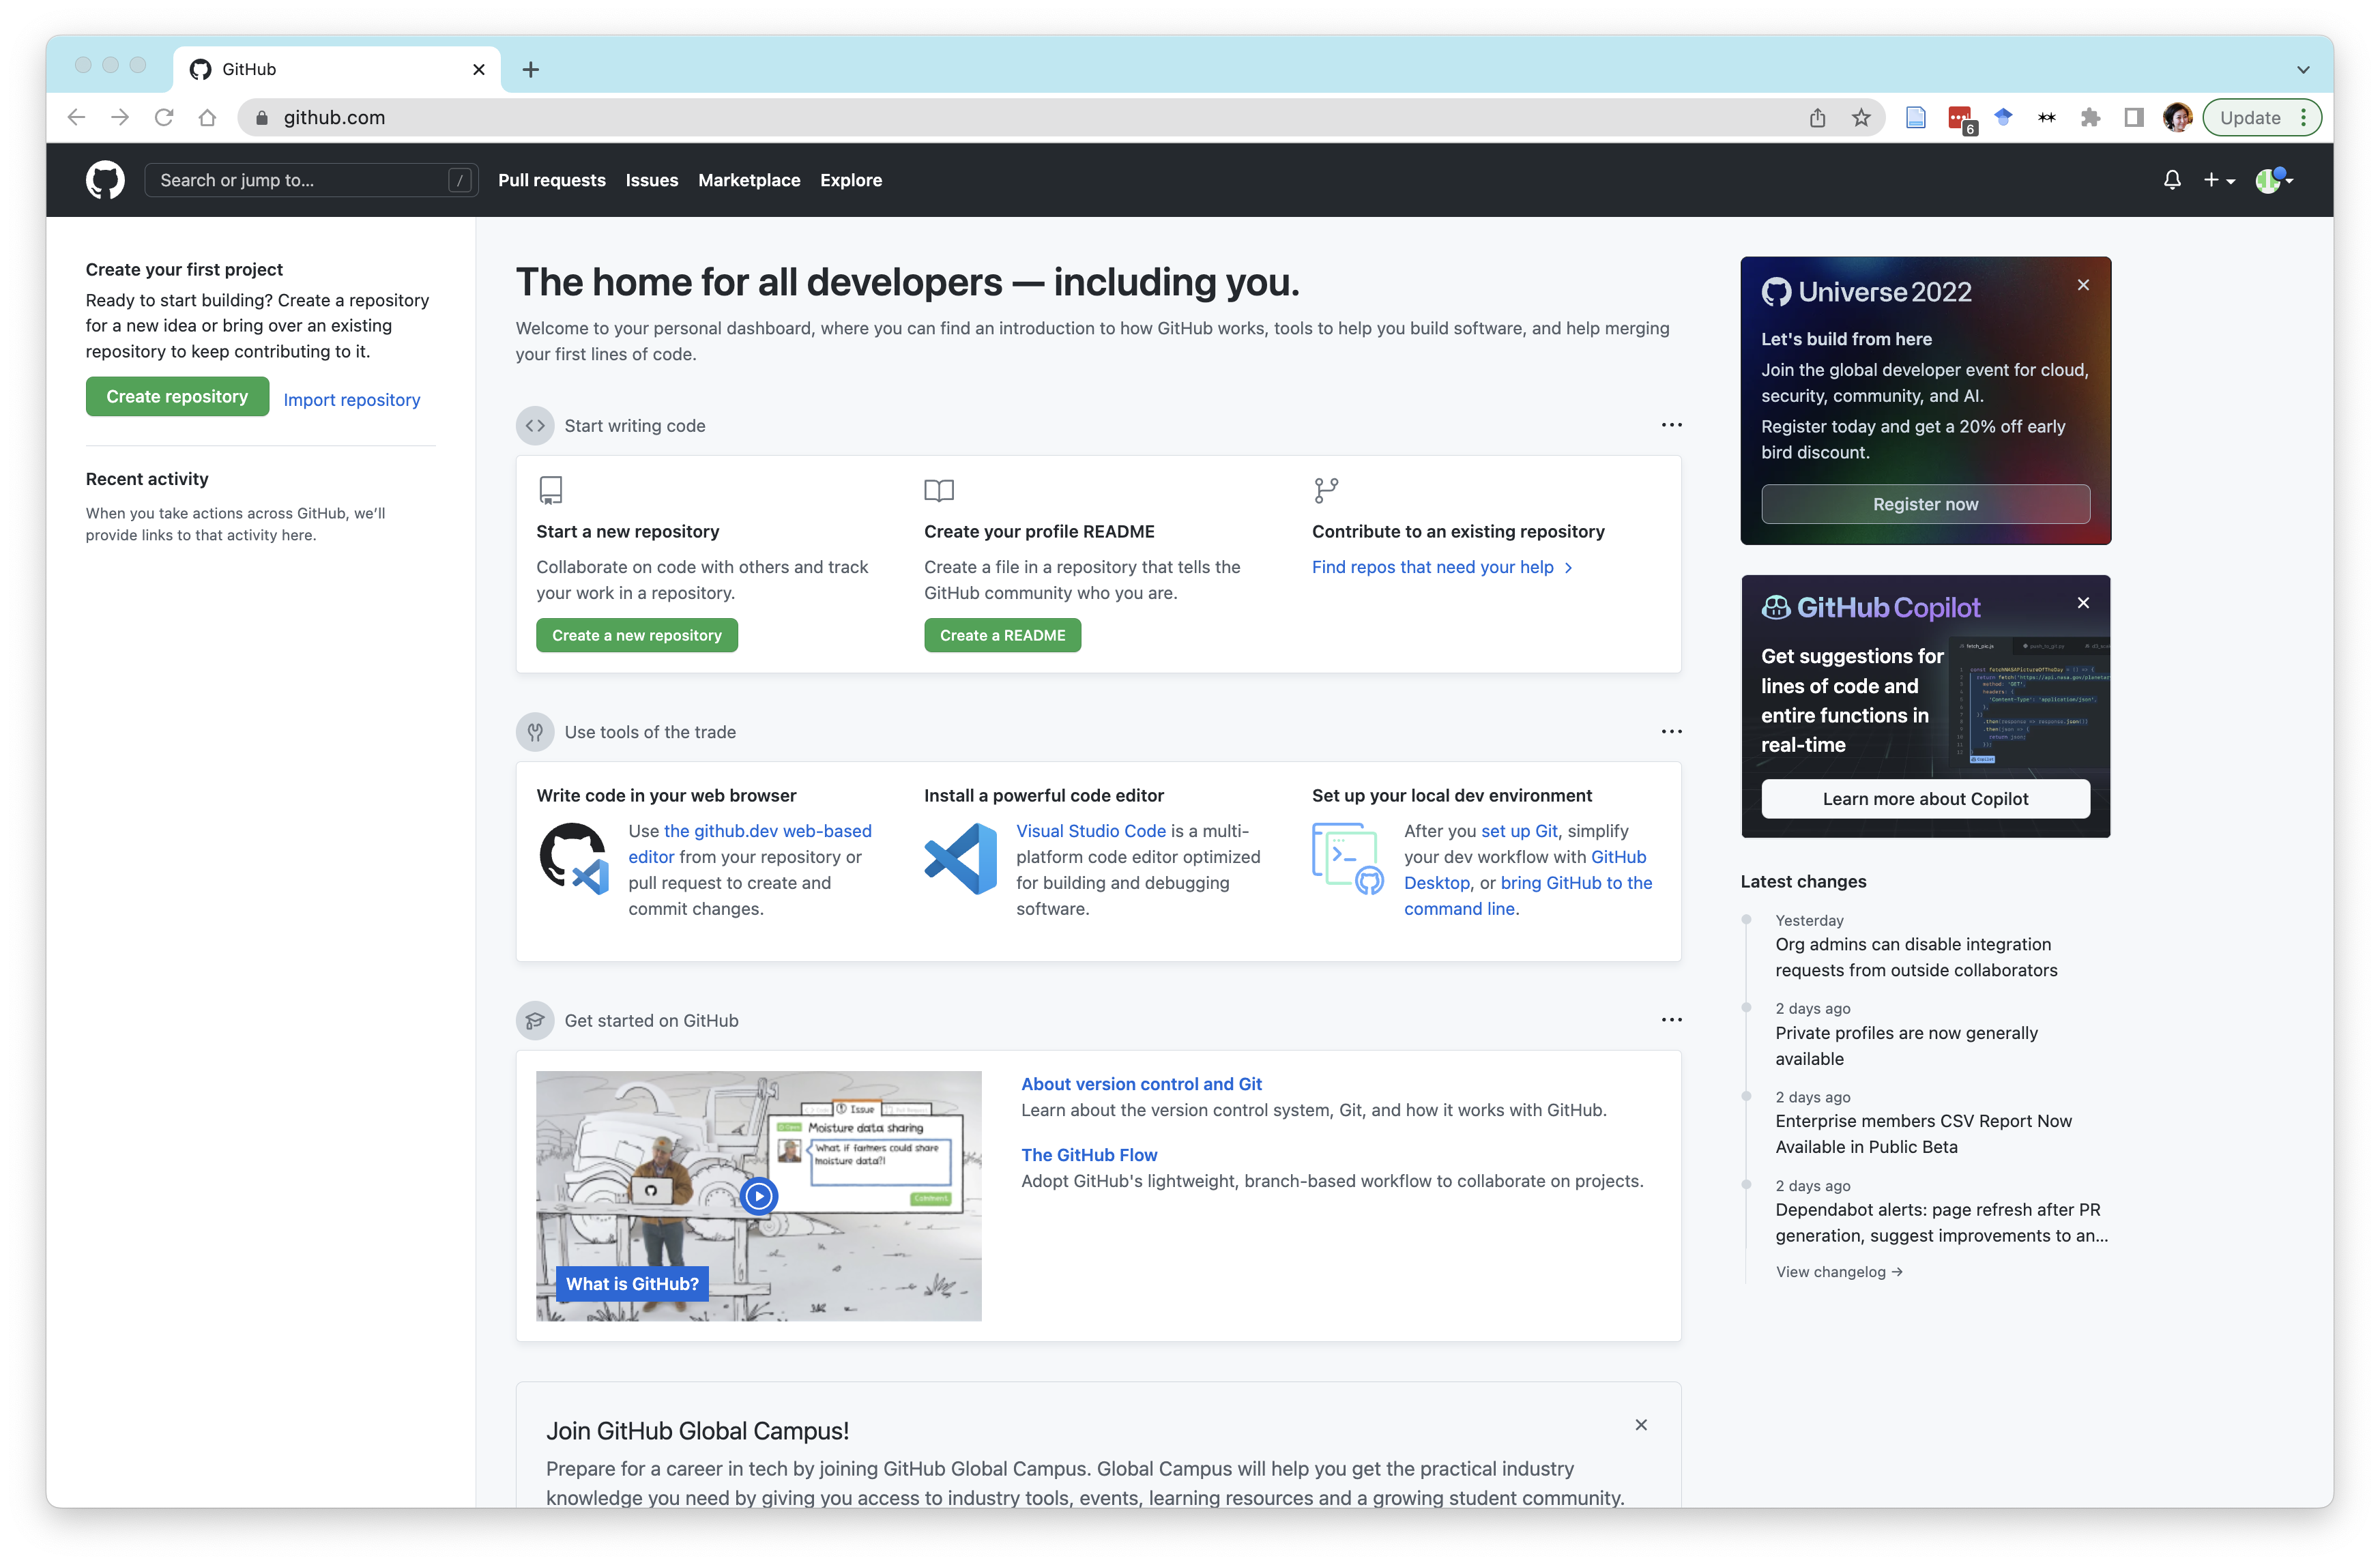 GitHub
github.com
6
Update
Search or jump to...
/
Pull requests
Issues
Marketplace
Explore
Create your first project
Ready to start building? Create a repository
for a new idea or bring over an existing
repository to keep contributing to it.
Create repository
Import repository
Recent activity
When you take actions across GitHub, we’ll
provide links to that activity here.
The home for all developers — including you.
Welcome to your personal dashboard, where you can find an introduction to how GitHub works, tools to help you build software, and help merging
your first lines of code.
Start writing code
Start a new repository
Collaborate on code with others and track
your work in a repository.
Create a new repository
Create your profile README
Create a file in a repository that tells the
GitHub community who you are.
Create a README
Contribute to an existing repository
Find repos that need your help
Use tools of the trade
Write code in your web browser
Use the github.dev web-based
editor from your repository or
pull request to create and
commit changes.
Install a powerful code editor
Visual Studio Code is a multi-
platform code editor optimized
for building and debugging
software.
Set up your local dev environment
After you set up Git, simplify
your dev workflow with GitHub
Desktop, or bring GitHub to the
command line.
Get started on GitHub
Issue
Open
Moisture data sharing
What if farmers could share
moisture data?!
Comment
What is GitHub?
About version control and Git
Learn about the version control system, Git, and how it works with GitHub.
The GitHub Flow
Adopt GitHub's lightweight, branch-based workflow to collaborate on projects.
Join GitHub Global Campus!
Prepare for a career in tech by joining GitHub Global Campus. Global Campus will help you get the practical industry
knowledge you need by giving you access to industry tools, events, learning resources and a growing student community.
Universe 2022
Let's build from here
Join the global developer event for cloud,
security, community, and AI.
Register today and get a 20% off early
bird discount.
Register now
GitHub Copilot
Get suggestions for
lines of code and
entire functions in
real-time
fetch_pic.js
Learn more about Copilot
Latest changes
Yesterday
Org admins can disable integration
requests from outside collaborators
2 days ago
Private profiles are now generally
available
2 days ago
Enterprise members CSV Report Now
Available in Public Beta
2 days ago
Dependabot alerts: page refresh after PR
generation, suggest improvements to an...
View changelog →